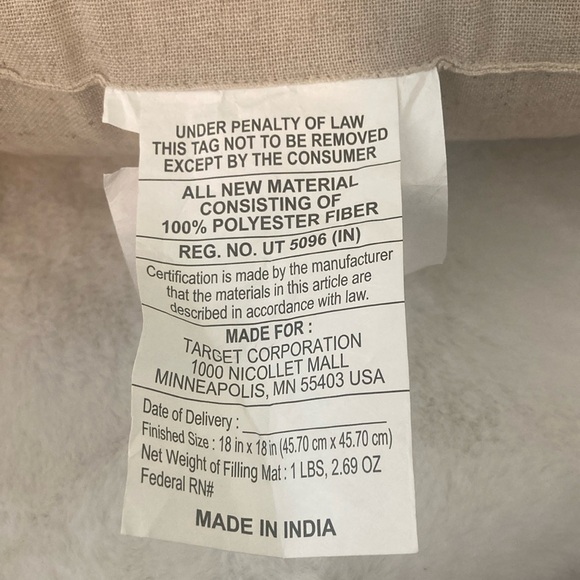 UNDER PENALTY OF LAW
THIS TAG NOT TO BE REMOVED
EXCEPT BY THE CONSUMER
ALL NEW MATERIAL
CONSISTING OF
100% POLYESTER FIBER
REG. NO. UT 5096 (IN)
Certification is made by the manufacturer
that the materials in this article are
described in accordance with law.
MADE FOR :
TARGET CORPORATION
1000 NICOLLET MALL
MINNEAPOLIS, MN 55403 USA
Date of Delivery :
Finished Size : 18 in x 18 in (45.70 cm x 45.70 cm)
Net Weight of Filling Mat : 1 LBS, 2.69 OZ
Federal RN#
MADE IN INDIA